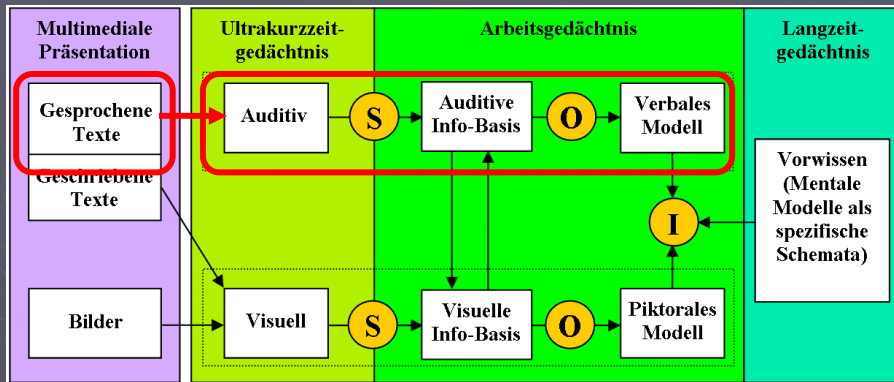 Multimediale
Präsentation
Ultrakurzzeit-
gedächtnis
Arbeitsgedächtnis
Langzeit-
gedächtnis
Gesprochene
Texte
Geschriebene
Texte
Bilder
Auditiv
S
Auditive
Info-Basis
O
Verbales
Modell
I
Vorwissen
(Mentale
Modelle als
spezifische
Schemata)
Visuell
S
Visuelle
Info-Basis
O
Piktorales
Modell